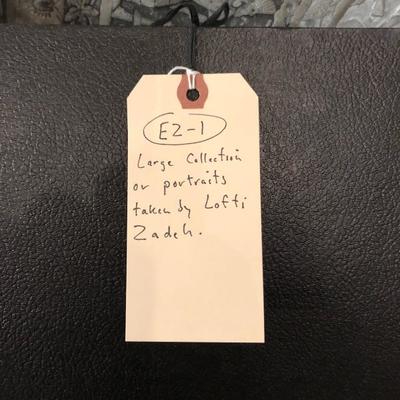 E2-1
Large Collection
or portraits
taken by Lofti
Zadeh.